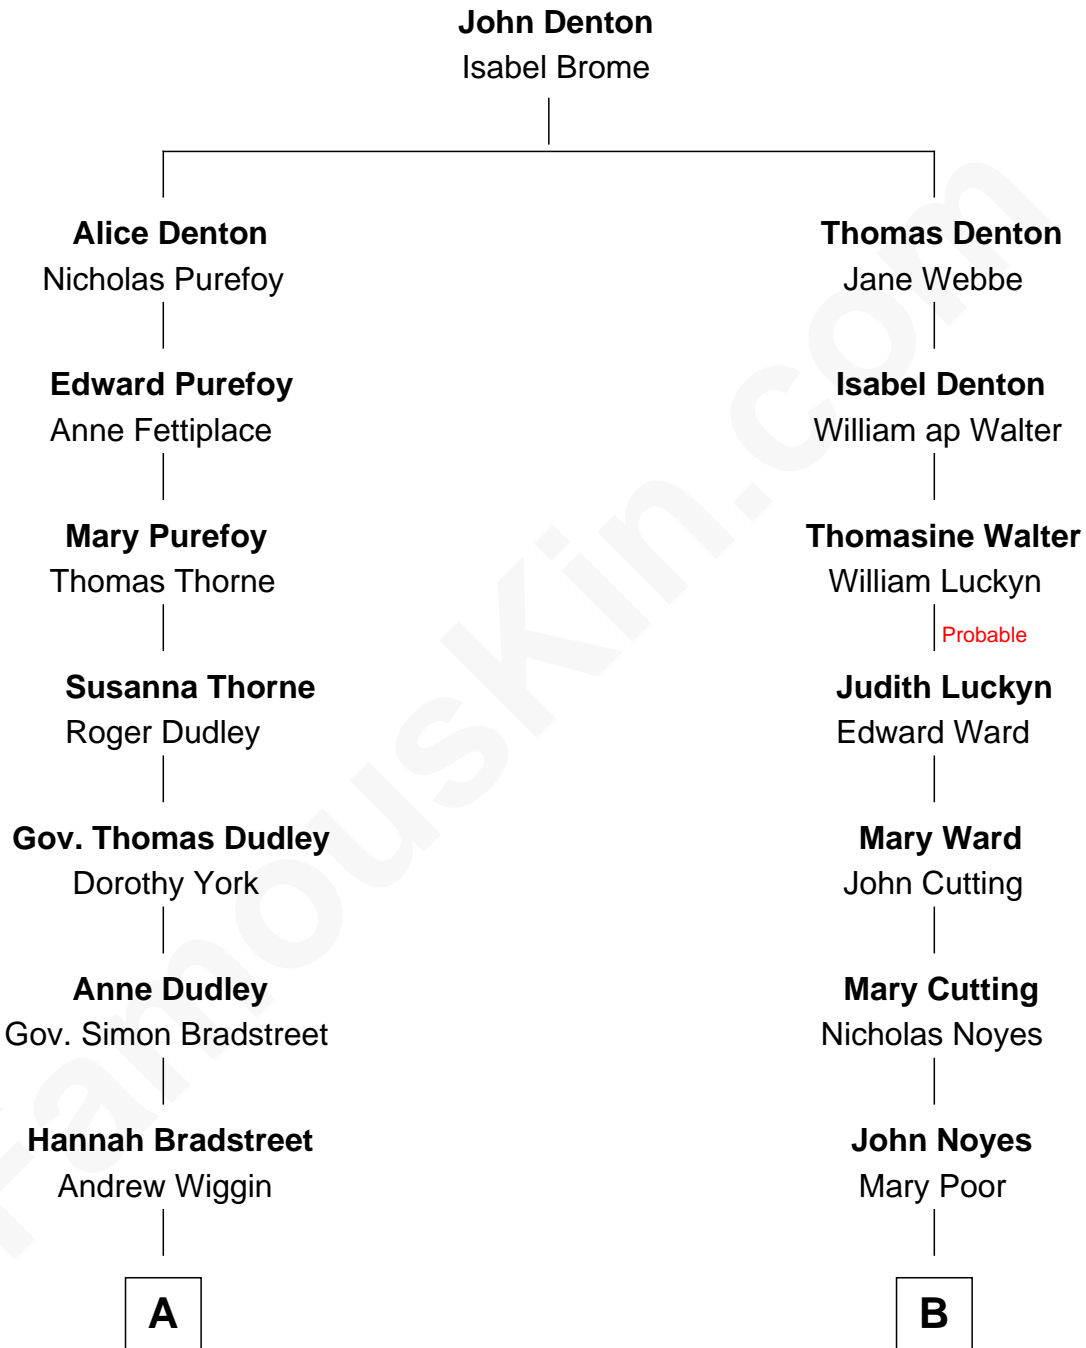 John Denton
Isabel Brome
Alice Denton
Nicholas Purefoy
Edward Purefoy
Anne Fettiplace
Mary Purefoy
Thomas Thorne
Susanna Thorne
Roger Dudley
Gov. Thomas Dudley
Dorothy York
Anne Dudley
Gov. Simon Bradstreet
Hannah Bradstreet
Andrew Wiggin
A
Thomas Denton
Jane Webbe
Isabel Denton
William ap Walter
Thomasine Walter
William Luckyn
Probable
Judith Luckyn
Edward Ward
Mary Ward
John Cutting
Mary Cutting
Nicholas Noyes
John Noyes
Mary Poor
B
FamousKin.com